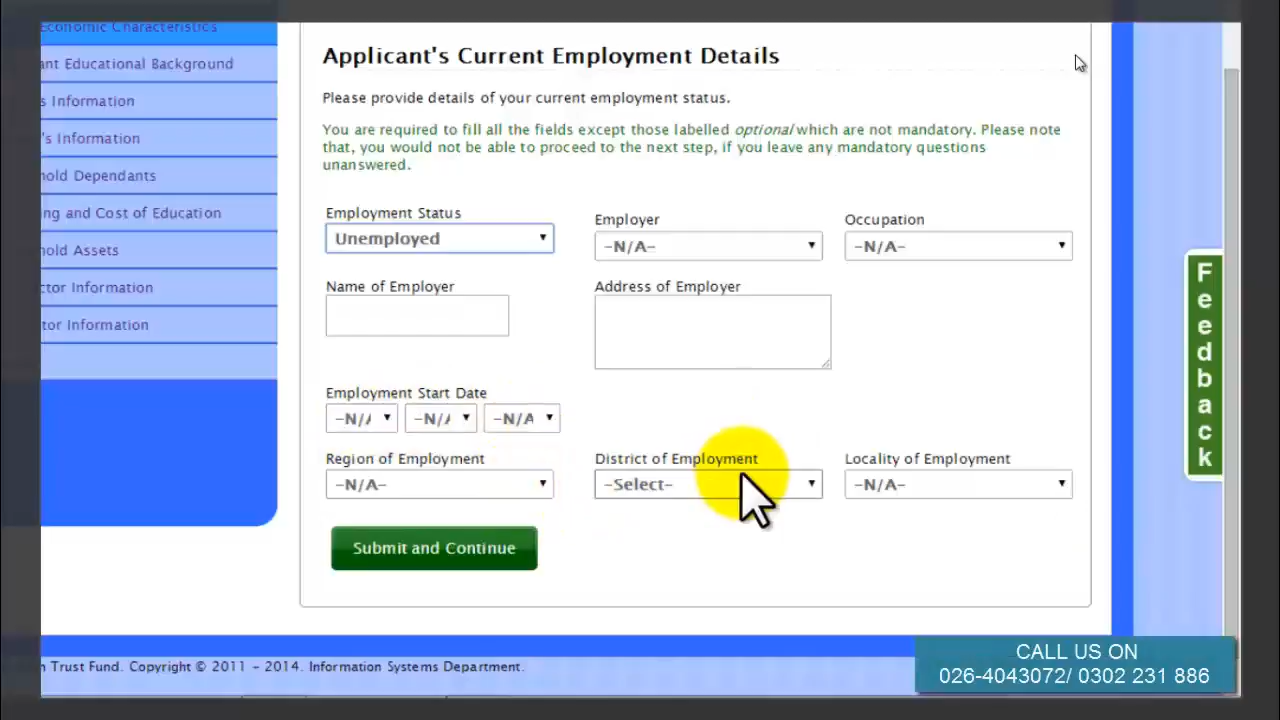 Economic Characteristics
ant Educational Background
s Information
's Information
old Dependants
ng and Cost of Education
old Assets
ctor Information
tor Information
Applicant's Current Employment Details
Please provide details of your current employment status.
You are required to fill all the fields except those labelled optional which are not mandatory. Please note
that, you would not be able to proceed to the next step, if you leave any mandatory questions
unanswered.
Employment Status
Employer
Occupation
Unemployed
-N/A-
-N/A-
Name of Employer
Address of Employer
Employment Start Date
-N/A
-N/A
-N/A
Region of Employment
District of Employment
Locality of Employment
-N/A-
-Select-
-N/A-
Submit and Continue
Feedback
n Trust Fund. Copyright © 2011 - 2014. Information Systems Department.
CALL US ON
026-4043072/ 0302 231 886